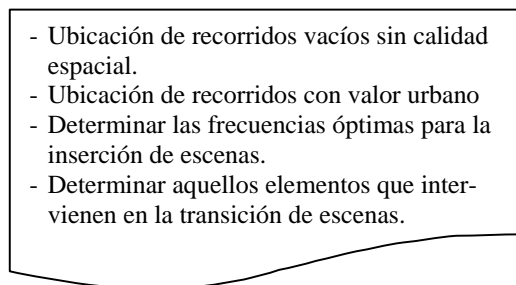 - Ubicación de recorridos vacíos sin calidad
espacial.
- Ubicación de recorridos con valor urbano
- Determinar las frecuencias óptimas para la
inserción de escenas.
- Determinar aquellos elementos que inter-
vienen en la transición de escenas.